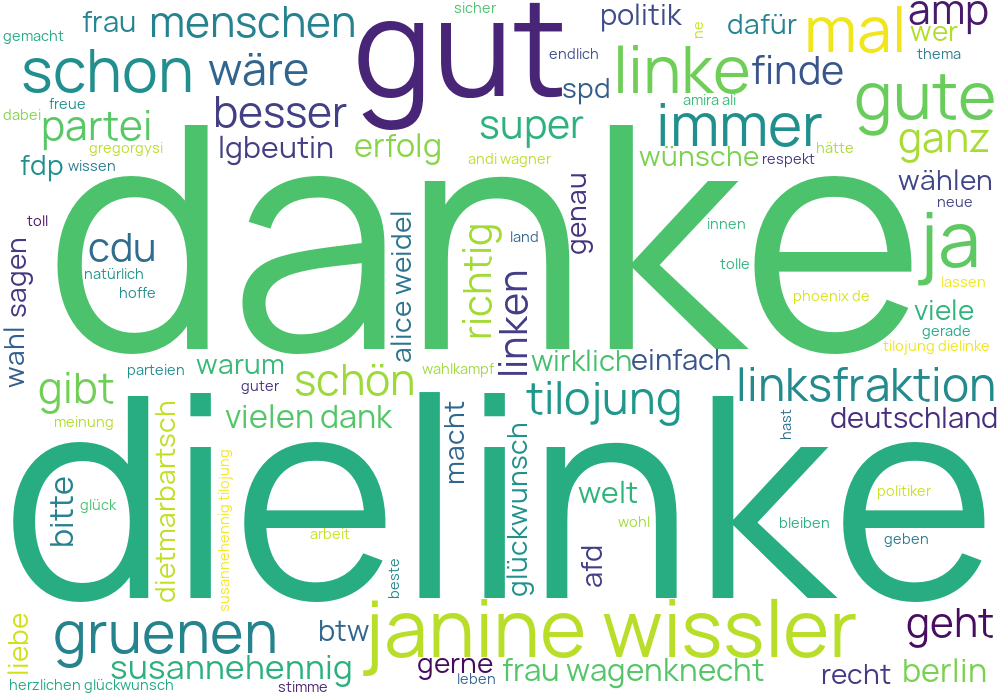 sicher
frau
menschen
gut
politik
ne
dafür
mal
amp
gemacht
wer
endlich
thema
schon
wäre
linke
finde
spd
gute
freue
besser
amira ali
dabei
partei
super
immer
ganz
gregorgysi
lgbeutin
erfolg
andi wagner
wünsche
respekt
hätte
fdp
wissen
wählen
danke
genau
neue
toll
cdu
sagen
alice weidel
richtig
land
innen
ja
natürlich
tolle
hoffe
linken
phoenix de
lassen
viele
gerade
wahl
tilojung dielinke
warum
wirklich
einfach
parteien
wahlkampf
guter
schön
gibt
tilojung
linksfraktion
meinung
vielen dank
macht
hast
deutschland
dielinke
dietmarbartsch
glückwunsch
bitte
glück
susannehennig tilojung
welt
politiker
arbeit
wohl
bleiben
afd
geben
beste
liebe
gruenen
btw
janine wissler
geht
susannehennig
gerne
frau wagenknecht
recht
berlin
leben
herzlichen glückwunsch
stimme